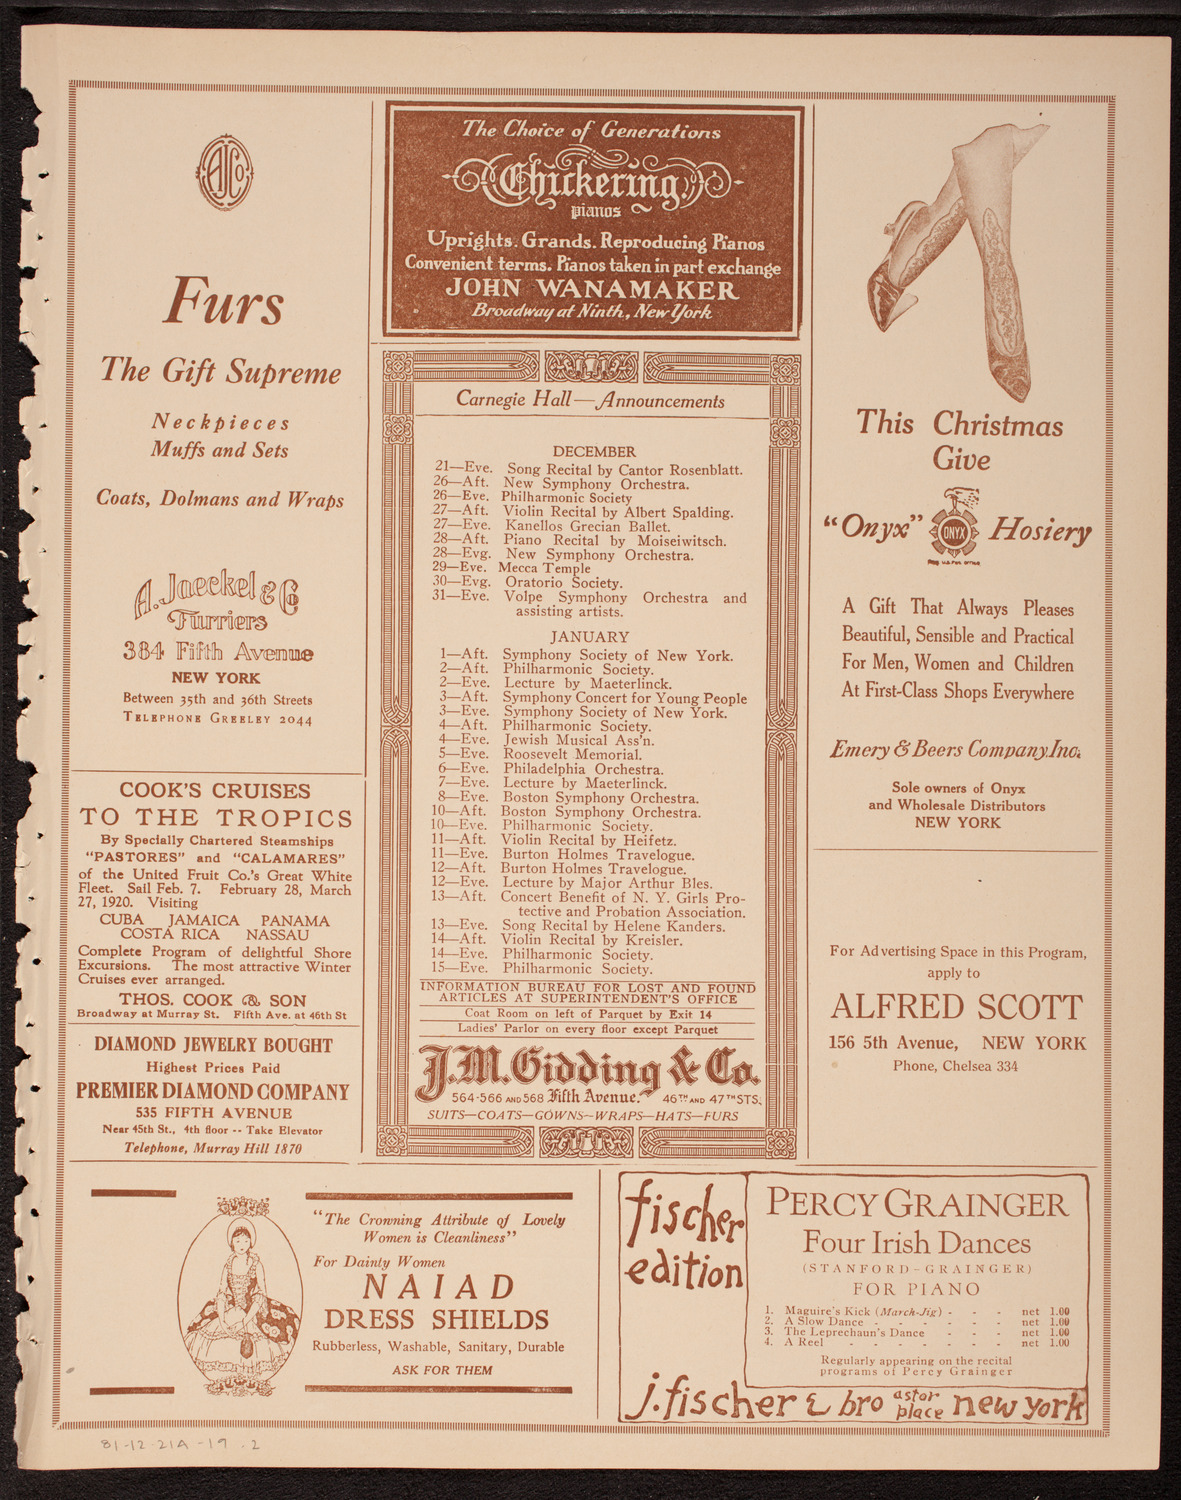 AJCo
Furs
The Gift Supreme
Neckpieces
Muffs and Sets
Coats, Dolmans and Wraps
A. Jaeckel & Co
Furriers
384 Fifth Avenue
NEW YORK
Between 35th and 36th Streets
TELEPHONE GREELEY 2044
COOK'S CRUISES
TO THE TROPICS
By Specially Chartered Steamships
"PASTORES" and "CALAMARES"
of the United Fruit Co.'s Great White
Fleet. Sail Feb. 7. February 28, March
27, 1920. Visiting
CUBA JAMAICA PANAMA
COSTA RICA NASSAU
Complete Program of delightful Shore
Excursions. The most attractive Winter
Cruises ever arranged.
THOS. COOK & SON
Broadway at Murray St. Fifth Ave. at 46th St
DIAMOND JEWELRY BOUGHT
Highest Prices Paid
PREMIER DIAMOND COMPANY
535 FIFTH AVENUE
Near 45th St., 4th floor -- Take Elevator
Telephone, Murray Hill 1870
The Choice of Generations
Chickering
pianos
Uprights. Grands. Reproducing Pianos
Convenient terms. Pianos taken in part exchange
JOHN WANAMAKER
Broadway at Ninth, New York
Carnegie Hall—Announcements
DECEMBER
21—Eve. Song Recital by Cantor Rosenblatt.
26—Aft. New Symphony Orchestra.
26—Eve. Philharmonic Society
27—Aft. Violin Recital by Albert Spalding.
27—Eve. Kanellos Grecian Ballet.
28—Aft. Piano Recital by Moiseiwitsch.
28—Evg. New Symphony Orchestra.
29—Eve. Mecca Temple
30—Evg. Oratorio Society.
31—Eve. Volpe Symphony Orchestra and
assisting artists.
JANUARY
1—Aft. Symphony Society of New York.
2—Aft. Philharmonic Society.
2—Eve. Lecture by Maeterlinck.
3—Aft. Symphony Concert for Young People
3—Eve. Symphony Society of New York.
4—Aft. Philharmonic Society.
4—Eve. Jewish Musical Ass'n.
5—Eve. Roosevelt Memorial.
6—Eve. Philadelphia Orchestra.
7—Eve. Lecture by Maeterlinck.
8—Eve. Boston Symphony Orchestra.
10—Aft. Boston Symphony Orchestra.
10—Eve. Philharmonic Society.
11—Aft. Violin Recital by Heifetz.
11—Eve. Burton Holmes Travelogue.
12—Aft. Burton Holmes Travelogue.
12—Eve. Lecture by Major Arthur Bles.
13—Aft. Concert Benefit of N. Y. Girls Pro-
tective and Probation Association.
13—Eve. Song Recital by Helene Kanders.
14—Aft. Violin Recital by Kreisler.
14—Eve. Philharmonic Society.
15—Eve. Philharmonic Society.
INFORMATION BUREAU FOR LOST AND FOUND
ARTICLES AT SUPERINTENDENT'S OFFICE
Coat Room on left of Parquet by Exit 14
Ladies' Parlor on every floor except Parquet
J.M. Gidding & Co.
564-566 AND 568 Fifth Avenue. 46TH AND 47TH STS.
SUITS—COATS—GOWNS—WRAPS—HATS—FURS
This Christmas
Give
"Onyx" ONYX Hosiery
REG U.S. PAT. OFFICE
A Gift That Always Pleases
Beautiful, Sensible and Practical
For Men, Women and Children
At First-Class Shops Everywhere
Emery & Beers Company, Inc.
Sole owners of Onyx
and Wholesale Distributors
NEW YORK
For Advertising Space in this Program,
apply to
ALFRED SCOTT
156 5th Avenue, NEW YORK
Phone, Chelsea 334
"The Crowning Attribute of Lovely
Women is Cleanliness"
For Dainty Women
NAIAD
DRESS SHIELDS
Rubberless, Washable, Sanitary, Durable
ASK FOR THEM
fischer
edition
PERCY GRAINGER
Four Irish Dances
(STANFORD-GRAINGER)
FOR PIANO
1. Maguire's Kick (March-Jig) - - - net 1.00
2. A Slow Dance - - - - - - net 1.00
3. The Leprechaun's Dance - - - net 1.00
4. A Reel - - - - - - - net 1.00
Regularly appearing on the recital
programs of Percy Grainger
j. fischer & bro astor place new york
81-12-21A-19-2